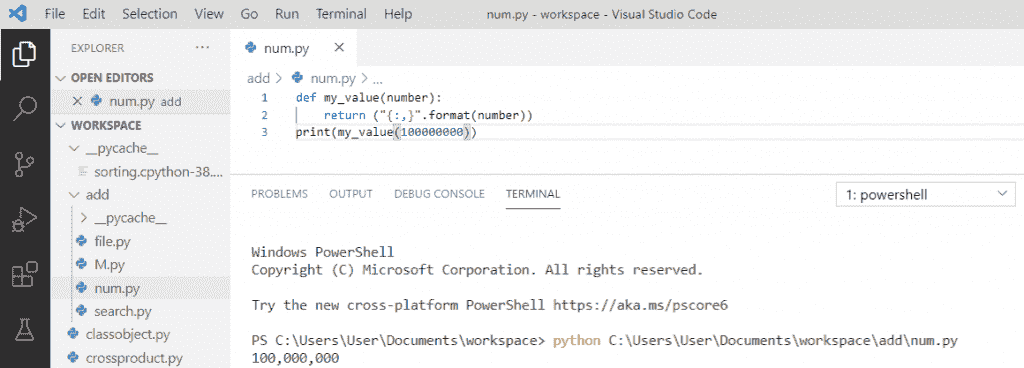 File Edit Selection View Go Run Terminal Help num.py - workspace - Visual Studio Code
EXPLORER ...
OPEN EDITORS
num.py add
WORKSPACE
__pycache__
sorting.cpython-38....
add
__pycache__
file.py
M.py
num.py
search.py
classobject.py
crossproduct.py
num.py
add > num.py > ...
1 def my_value(number):
2 return ("{:,}".format(number))
3 print(my_value(100000000))
PROBLEMS OUTPUT DEBUG CONSOLE TERMINAL 1: powershell
Windows PowerShell
Copyright (C) Microsoft Corporation. All rights reserved.
Try the new cross-platform PowerShell https://aka.ms/pscore6
PS C:\Users\User\Documents\workspace> python C:\Users\User\Documents\workspace\add\num.py
100,000,000